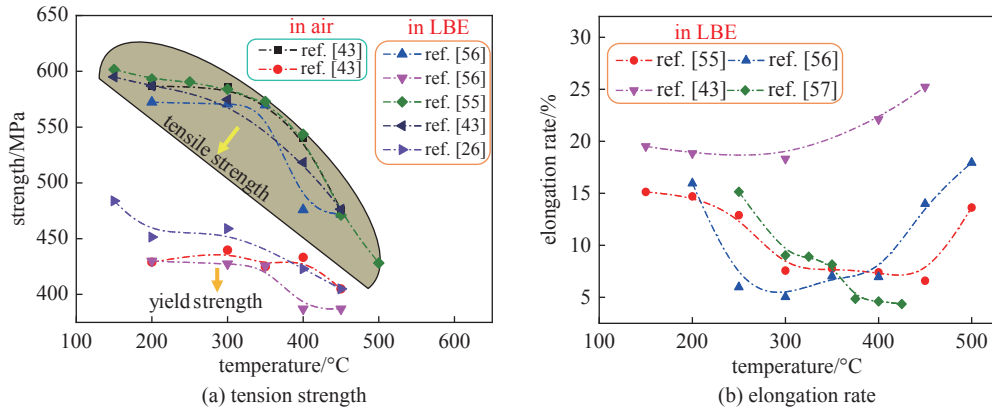 650
600
550
500
450
400
strength/MPa
100
200
300
400
500
600
temperature/°C
in air
ref. [43]
ref. [43]
in LBE
ref. [56]
ref. [56]
ref. [55]
ref. [43]
ref. [26]
tensile strength
yield strength
(a) tension strength
30
25
20
15
10
5
elongation rate/%
100
200
300
400
500
temperature/°C
in LBE
ref. [55]
ref. [56]
ref. [43]
ref. [57]
(b) elongation rate